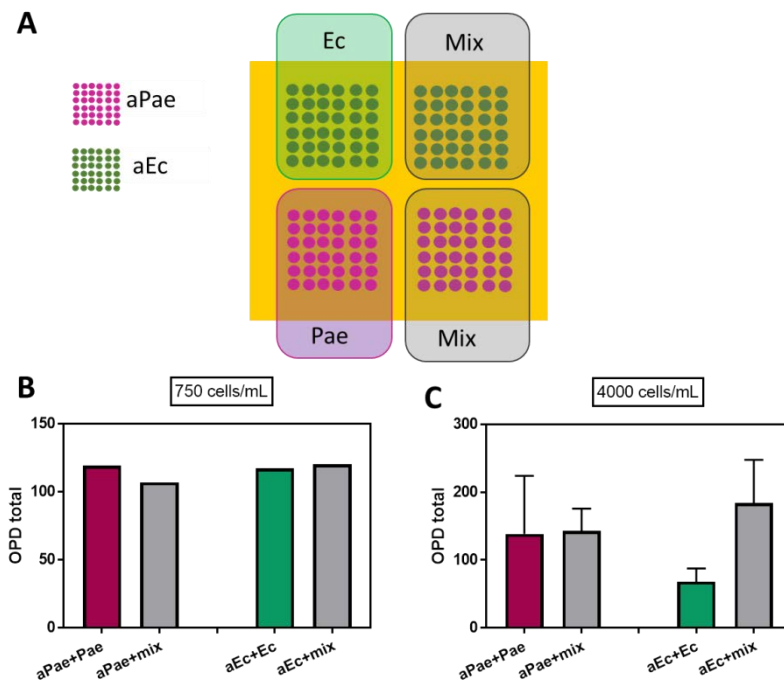 A
aPae
aEc
Ec
Mix
Pae
Mix
B
750 cells/mL
OPD total
150
100
50
0
aPae+Pae
aPae+mix
aEc+Ec
aEc+mix
C
4000 cells/mL
OPD total
300
200
100
0
aPae+Pae
aPae+mix
aEc+Ec
aEc+mix